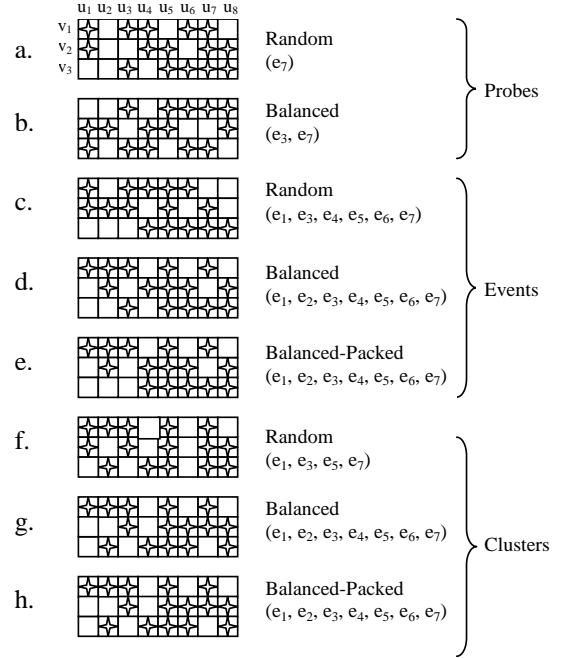 u₁ u₂ u₃ u₄ u₅ u₆ u₇ u₈
v₁
v₂
v₃
a.
Random
(e₇)
b.
Balanced
(e₃, e₇)
Probes
c.
Random
(e₁, e₃, e₄, e₅, e₆, e₇)
d.
Balanced
(e₁, e₂, e₃, e₄, e₅, e₆, e₇)
Events
e.
Balanced-Packed
(e₁, e₂, e₃, e₄, e₅, e₆, e₇)
f.
Random
(e₁, e₃, e₅, e₇)
g.
Balanced
(e₁, e₂, e₃, e₄, e₅, e₆, e₇)
Clusters
h.
Balanced-Packed
(e₁, e₂, e₃, e₄, e₅, e₆, e₇)